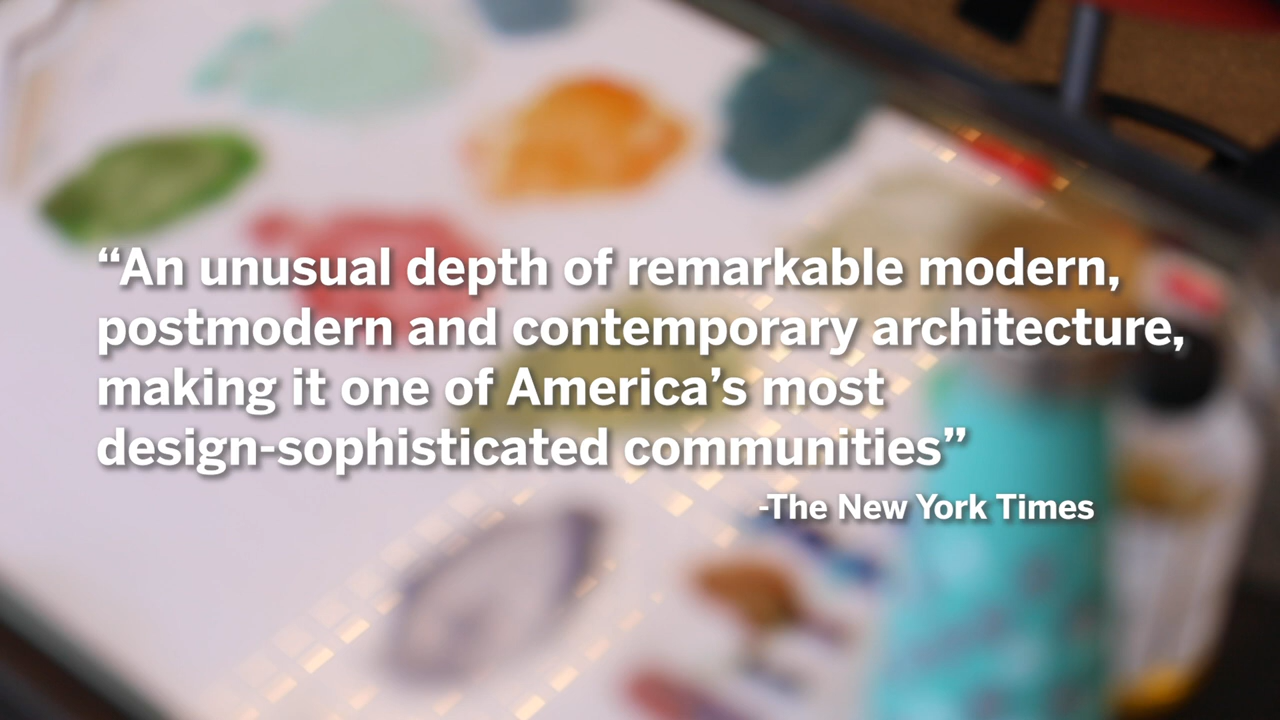 “An unusual depth of remarkable modern,
postmodern and contemporary architecture,
making it one of America’s most
design-sophisticated communities”
-The New York Times